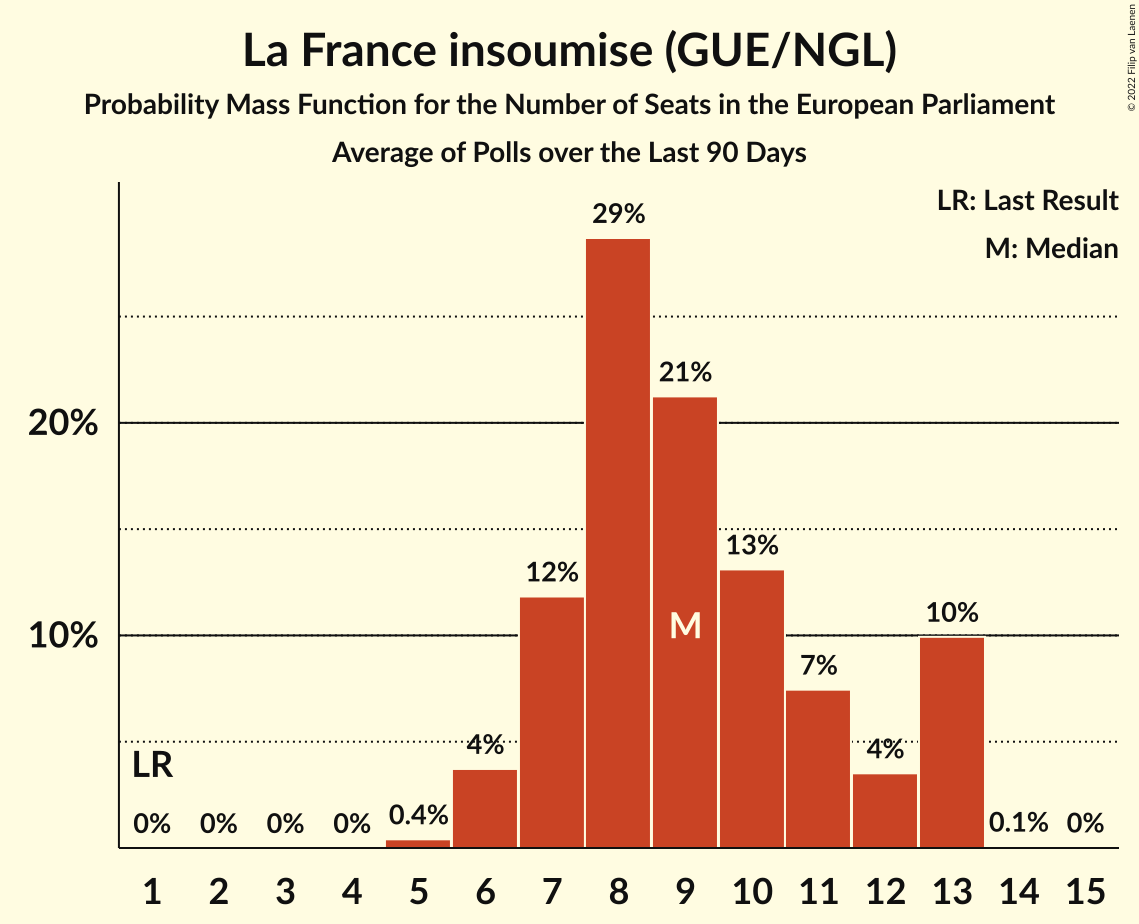 La France insoumise (GUE/NGL)
Probability Mass Function for the Number of Seats in the European Parliament
Average of Polls over the Last 90 Days
© 2022 Filip van Laenen
LR: Last Result
M: Median
29%
21%
20%
13%
12%
10%
10%
M
7%
4%
4%
LR
0%
0%
0%
0%
0.4%
0.1%
0%
1 2 3 4 5 6 7 8 9 10 11 12 13 14 15